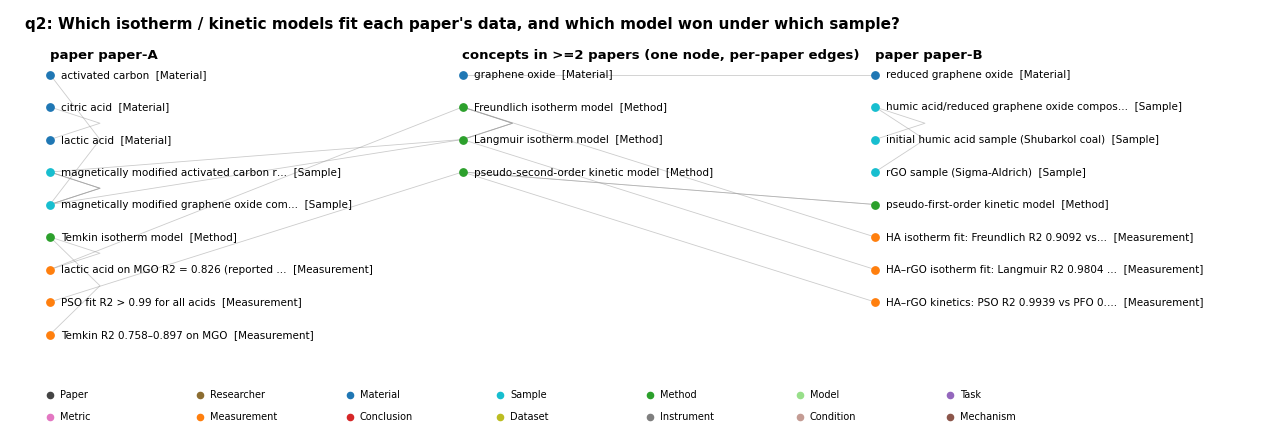 q2: Which isotherm / kinetic models fit each paper's data, and which model won under which sample?
paper paper-A
activated carbon  [Material]
citric acid  [Material]
lactic acid  [Material]
magnetically modified activated carbon r...  [Sample]
magnetically modified graphene oxide com...  [Sample]
Temkin isotherm model  [Method]
lactic acid on MGO R2 = 0.826 (reported ...  [Measurement]
PSO fit R2 > 0.99 for all acids  [Measurement]
Temkin R2 0.758–0.897 on MGO  [Measurement]
concepts in >=2 papers (one node, per-paper edges)
graphene oxide  [Material]
Freundlich isotherm model  [Method]
Langmuir isotherm model  [Method]
pseudo-second-order kinetic model  [Method]
paper paper-B
reduced graphene oxide  [Material]
humic acid/reduced graphene oxide compos...  [Sample]
initial humic acid sample (Shubarkol coal)  [Sample]
rGO sample (Sigma-Aldrich)  [Sample]
pseudo-first-order kinetic model  [Method]
HA isotherm fit: Freundlich R2 0.9092 vs...  [Measurement]
HA–rGO isotherm fit: Langmuir R2 0.9804 ...  [Measurement]
HA–rGO kinetics: PSO R2 0.9939 vs PFO 0....  [Measurement]
Paper
Researcher
Material
Sample
Method
Model
Task
Metric
Measurement
Conclusion
Dataset
Instrument
Condition
Mechanism